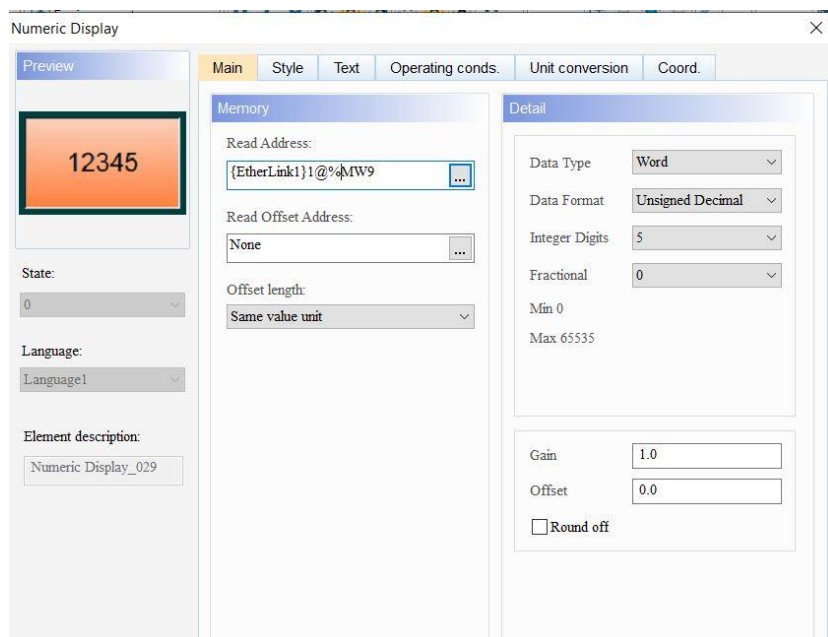 Numeric Display
Preview
12345
State:
0
Language:
Language1
Element description:
Numeric Display_029
Main Style Text Operating conds. Unit conversion Coord.
Memory
Read Address:
{EtherLink1}1@%MW9
...
Read Offset Address:
None
...
Offset length:
Same value unit
Detail
Data Type Word
Data Format Unsigned Decimal
Integer Digits 5
Fractional 0
Min 0
Max 65535
Gain 1.0
Offset 0.0
Round off